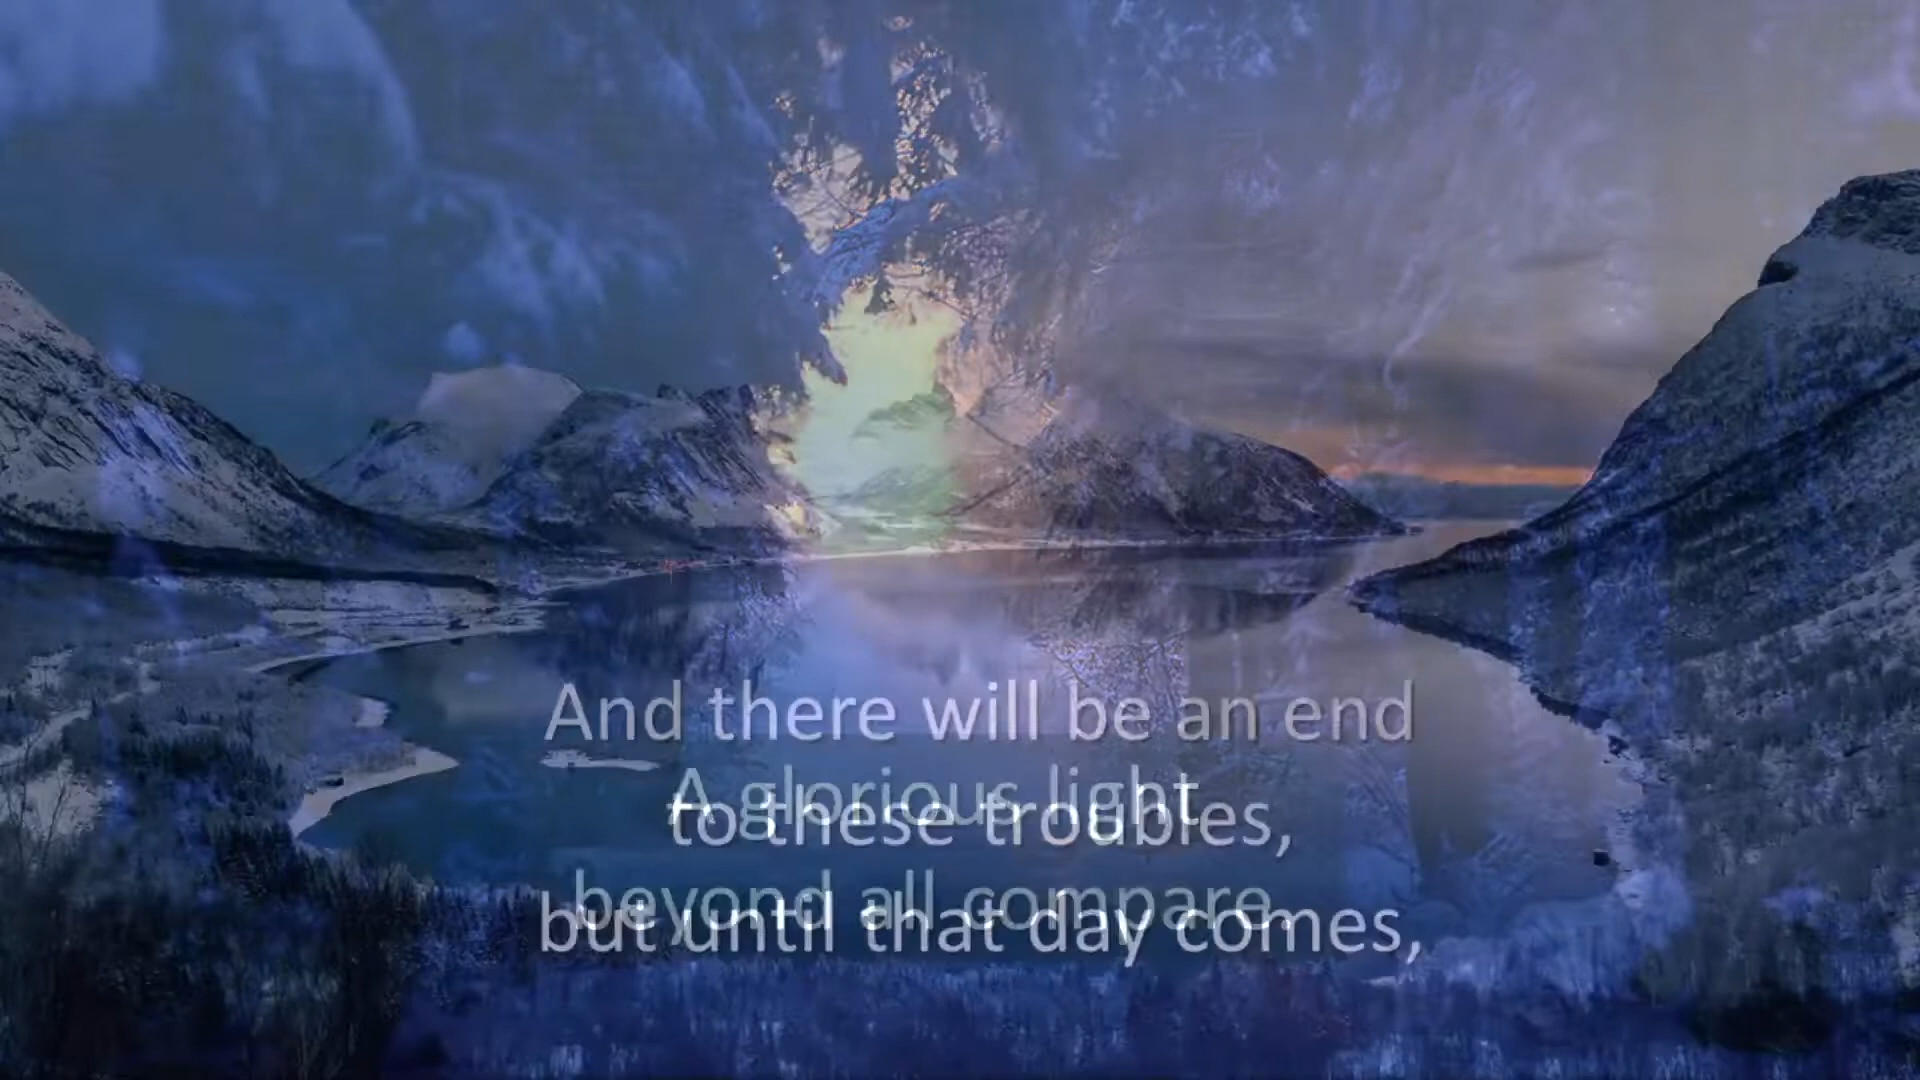 And there will be an end
A glorious light
to these troubles,
beyond all compare.
but until that day comes,